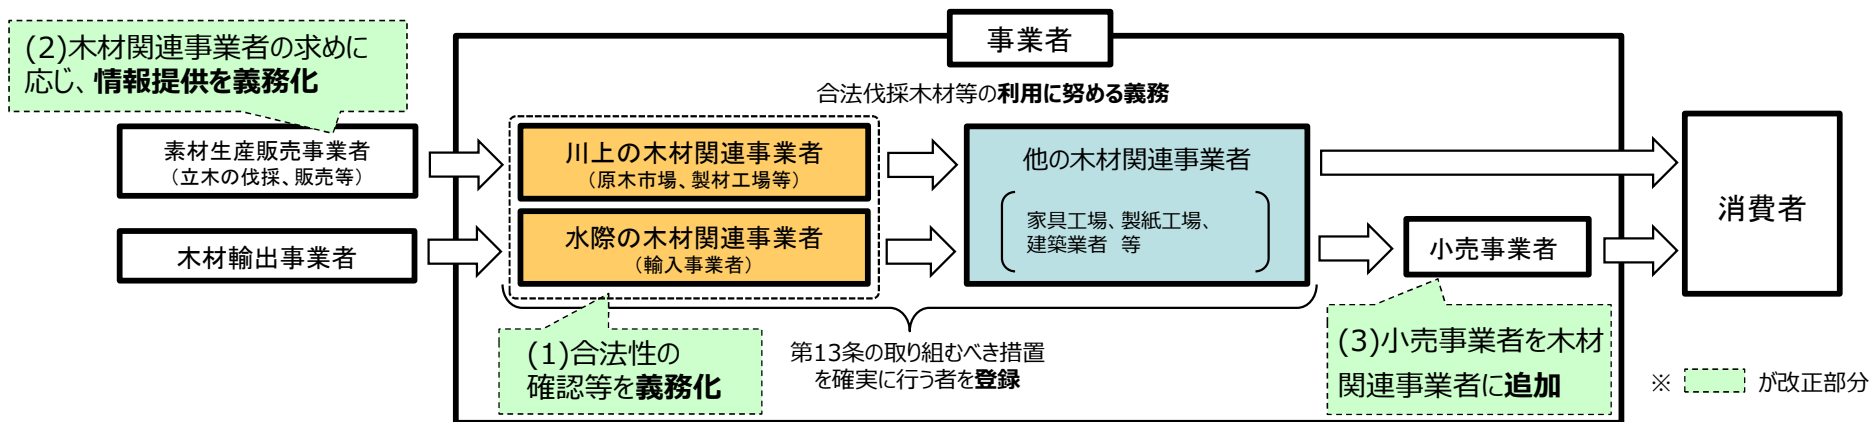 (2)木材関連事業者の求めに
応じ、情報提供を義務化
事業者
合法伐採木材等の利用に努める義務
素材生産販売事業者
（立木の伐採、販売等）
川上の木材関連事業者
（原木市場、製材工場等）
他の木材関連事業者
家具工場、製紙工場、
建築業者　等
消費者
木材輸出事業者
水際の木材関連事業者
（輸入事業者）
小売事業者
(1)合法性の
確認等を義務化
第13条の取り組むべき措置
を確実に行う者を登録
(3)小売事業者を木材
関連事業者に追加
※　が改正部分